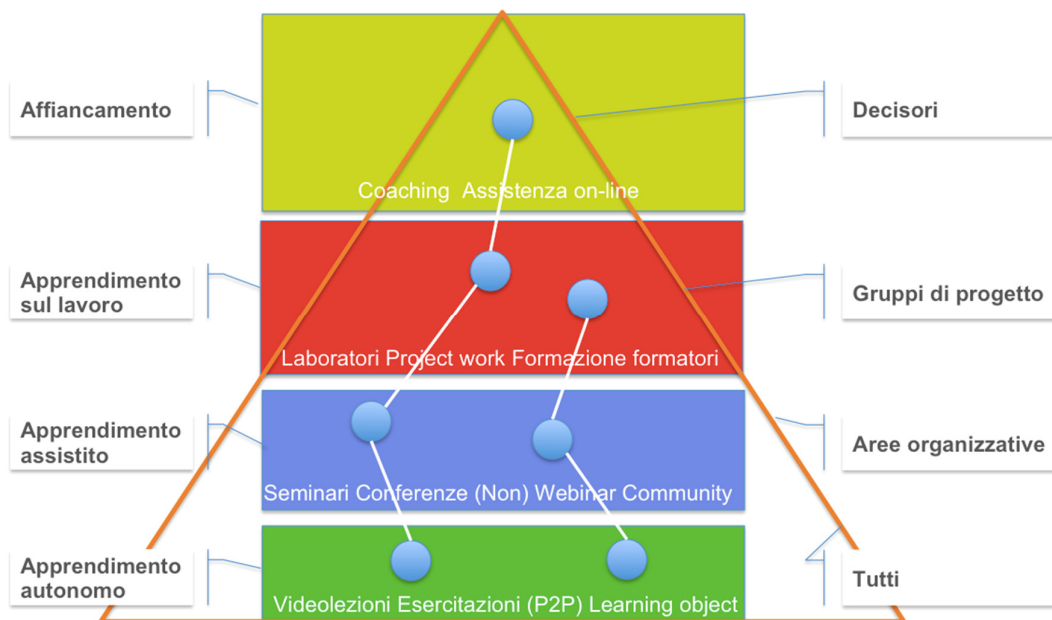 Affiancamento
Decisori
Coaching  Assistenza on-line
Apprendimento
sul lavoro
Gruppi di progetto
Laboratori Project work Formazione formatori
Apprendimento
assistito
Aree organizzative
Seminari Conferenze (Non) Webinar Community
Apprendimento
autonomo
Tutti
Videolezioni Esercitazioni (P2P) Learning object